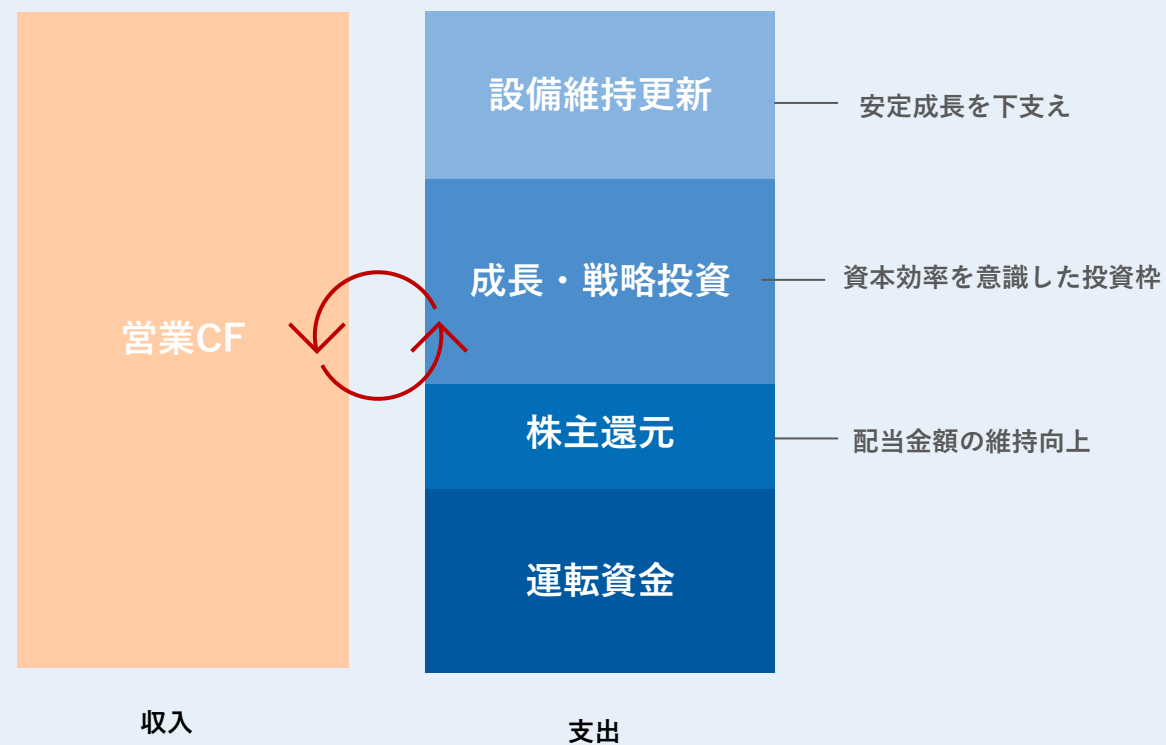 営業CF
収入
設備維持更新
安定成長を下支え
成長・戦略投資
資本効率を意識した投資枠
株主還元
配当金額の維持向上
運転資金
支出